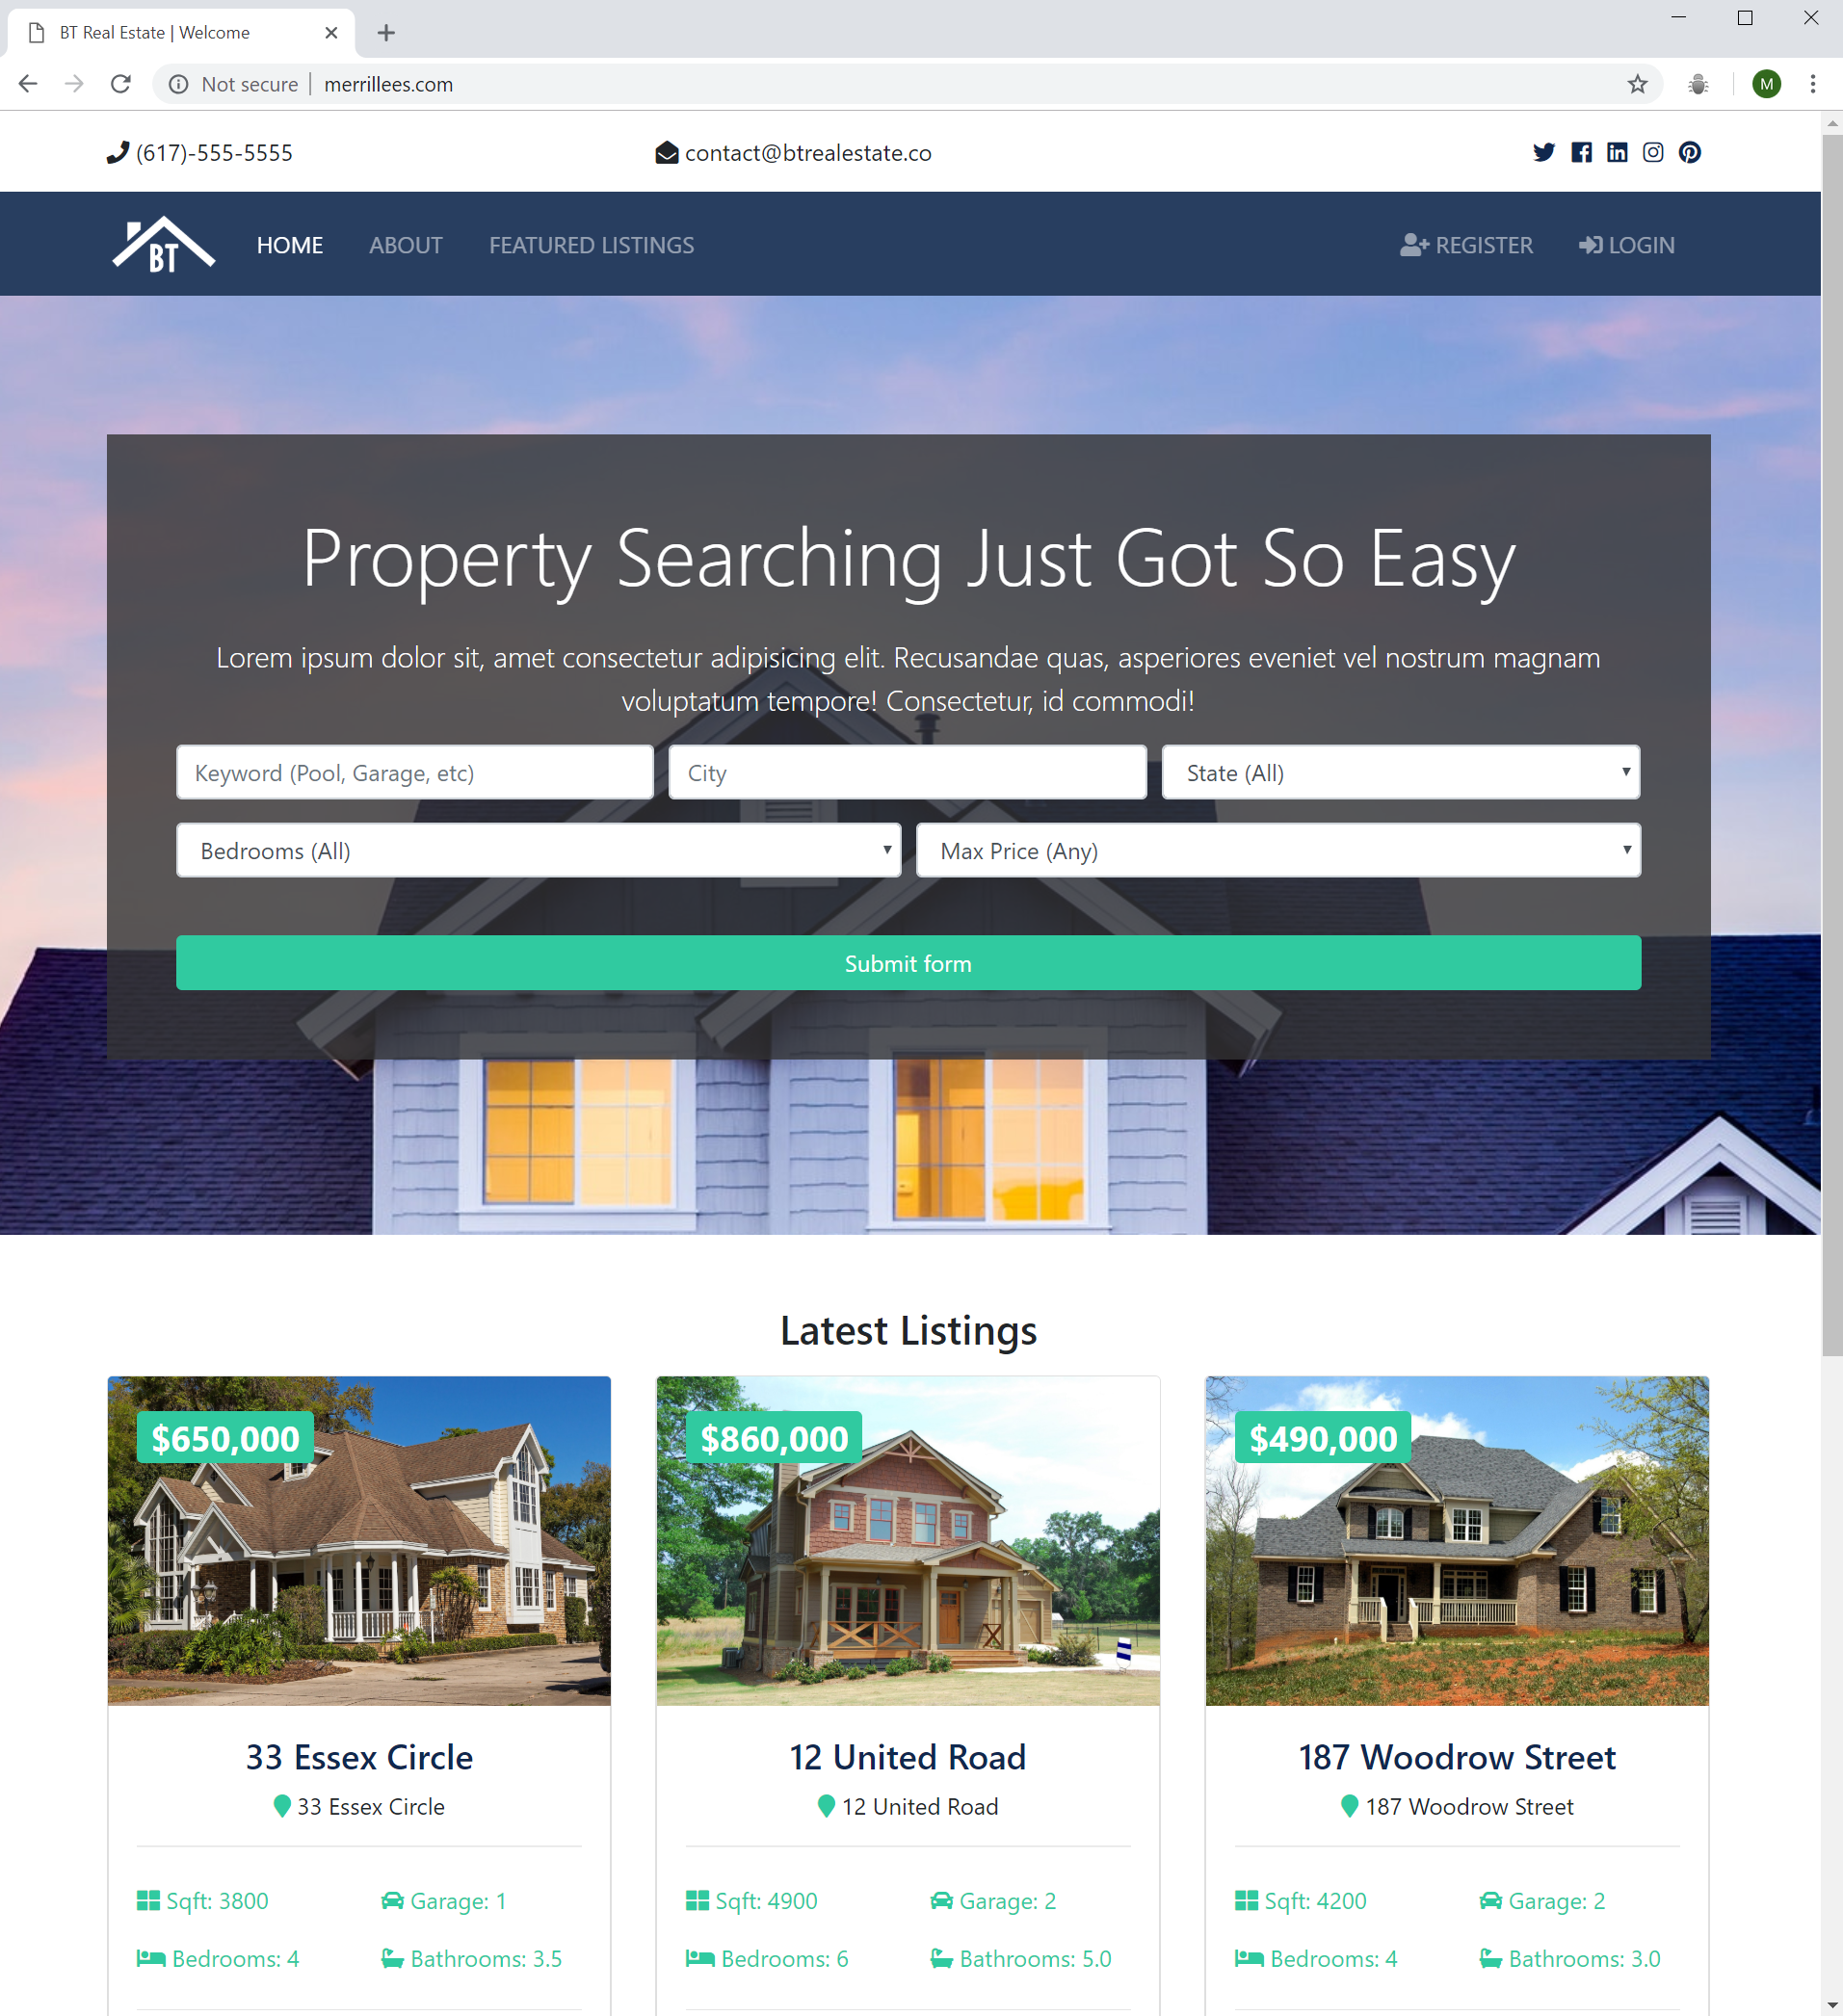 BT Real Estate | Welcome
Not secure | merrillees.com
M
(617)-555-5555
contact@btrealestate.co
BT
HOME
ABOUT
FEATURED LISTINGS
REGISTER
LOGIN
Property Searching Just Got So Easy
Lorem ipsum dolor sit, amet consectetur adipisicing elit. Recusandae quas, asperiores eveniet vel nostrum magnam
voluptatum tempore! Consectetur, id commodi!
Keyword (Pool, Garage, etc)
City
State (All)
Bedrooms (All)
Max Price (Any)
Submit form
Latest Listings
$650,000
33 Essex Circle
33 Essex Circle
Sqft: 3800
Garage: 1
Bedrooms: 4
Bathrooms: 3.5
$860,000
12 United Road
12 United Road
Sqft: 4900
Garage: 2
Bedrooms: 6
Bathrooms: 5.0
$490,000
187 Woodrow Street
187 Woodrow Street
Sqft: 4200
Garage: 2
Bedrooms: 4
Bathrooms: 3.0